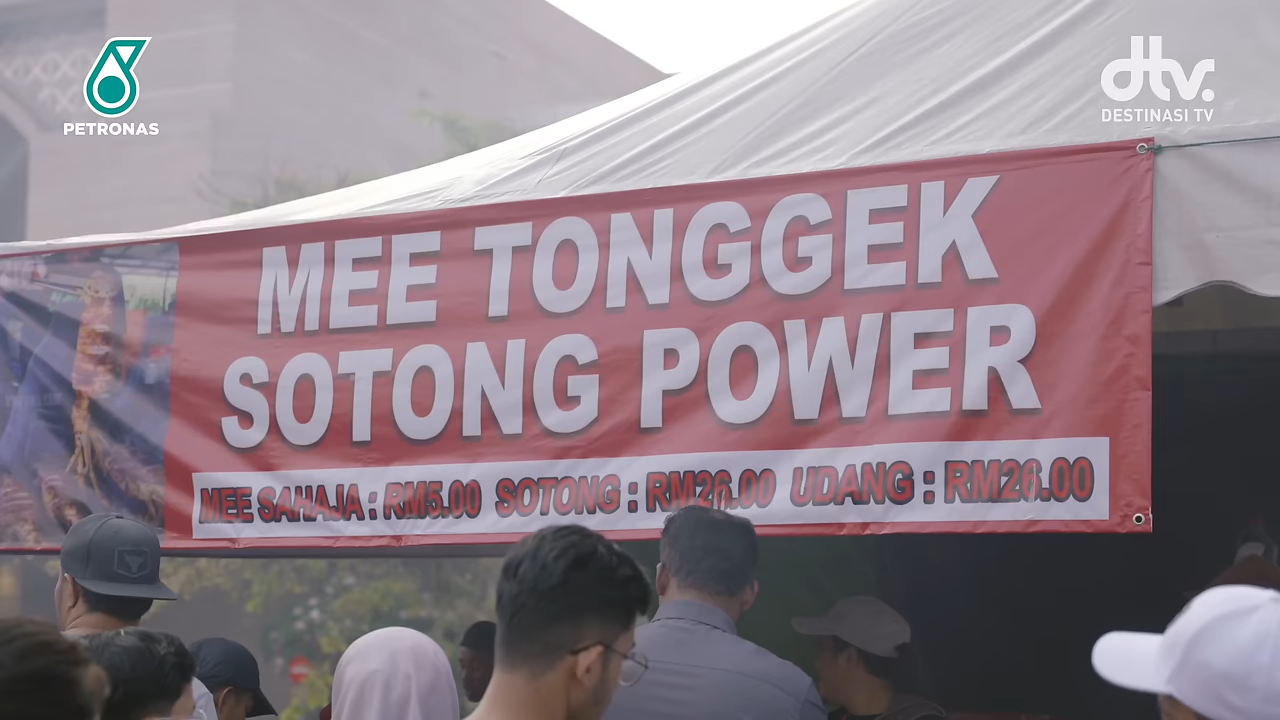 PETRONAS
dtv.
DESTINASI TV
MEE TONGGEK
SOTONG POWER
MEE SAHAJA : RM5.00 SOTONG : RM26.00 UDANG : RM26.00